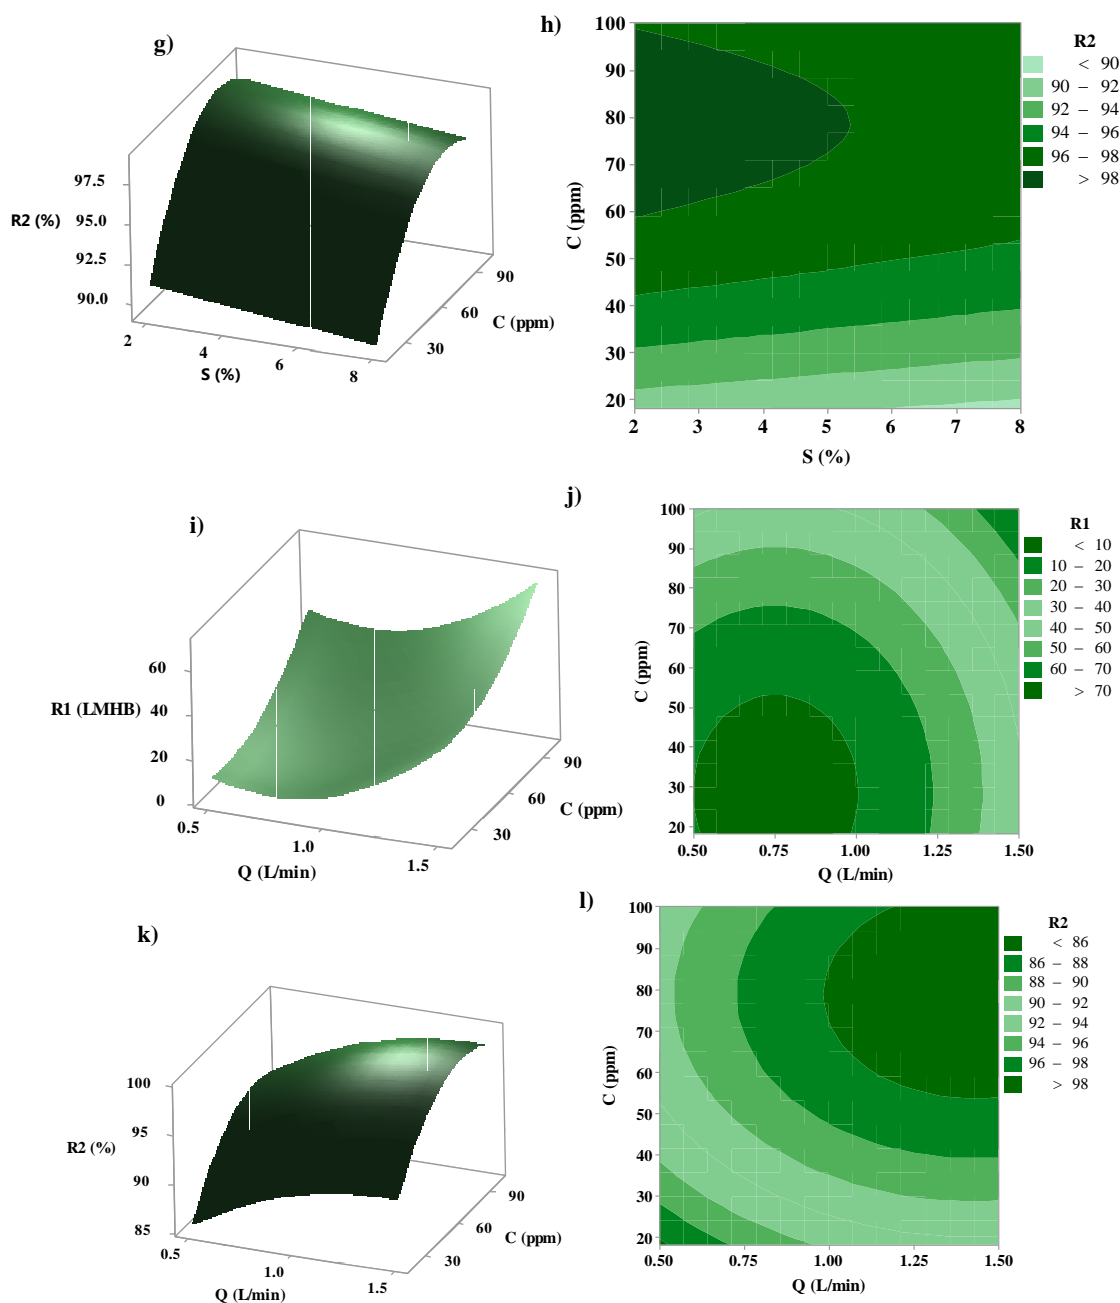 g)
R2 (%)
97.5
95.0
92.5
90.0
2
4
6
8
S (%)
30
60
90
C (ppm)
h)
100
90
80
70
60
50
40
30
20
C (ppm)
2 3 4 5 6 7 8
S (%)
R2
< 90
90 – 92
92 – 94
94 – 96
96 – 98
> 98
i)
R1 (LMHB)
60
40
20
0
0.5
1.0
1.5
Q (L/min)
30
60
90
C (ppm)
j)
100
90
80
70
60
50
40
30
20
C (ppm)
0.50 0.75 1.00 1.25 1.50
Q (L/min)
R1
< 10
10 – 20
20 – 30
30 – 40
40 – 50
50 – 60
60 – 70
> 70
k)
R2 (%)
100
95
90
85
0.5
1.0
1.5
Q (L/min)
30
60
90
C (ppm)
l)
100
90
80
70
60
50
40
30
20
C (ppm)
0.50 0.75 1.00 1.25 1.50
Q (L/min)
R2
< 86
86 – 88
88 – 90
90 – 92
92 – 94
94 – 96
96 – 98
> 98